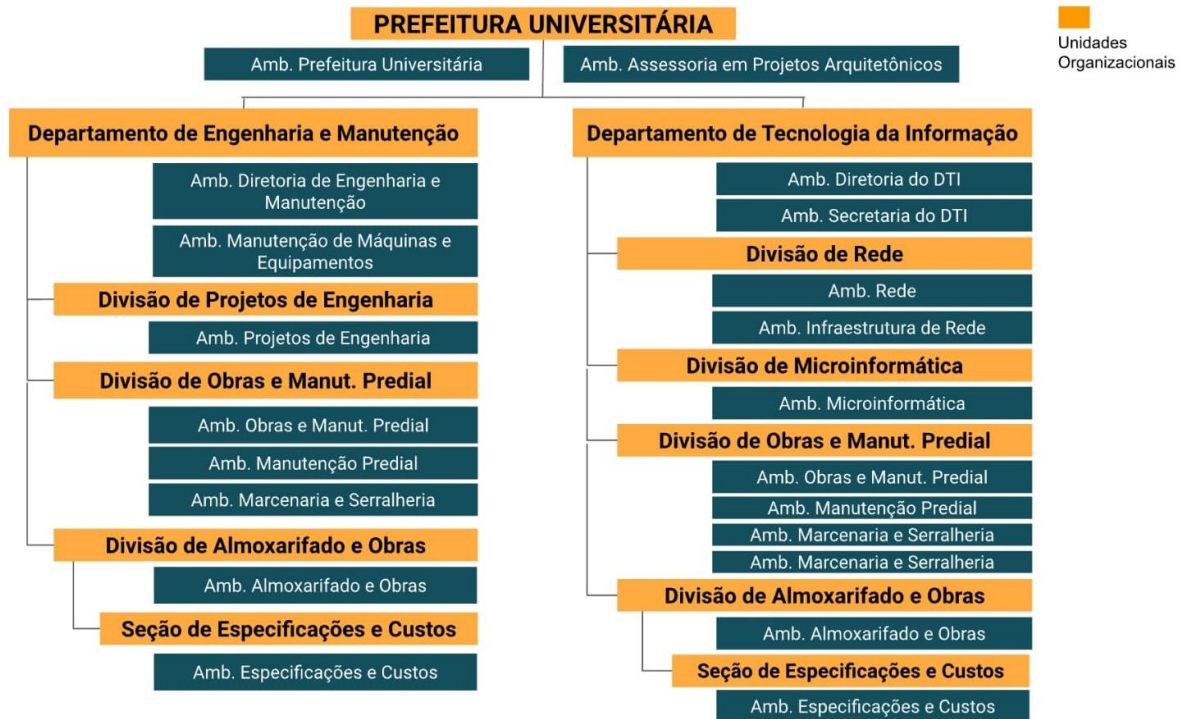 PREFEITURA UNIVERSITÁRIA
Unidades
Organizacionais
Amb. Prefeitura Universitária
Amb. Assessoria em Projetos Arquitetônicos
Departamento de Engenharia e Manutenção
Amb. Diretoria de Engenharia e
Manutenção
Amb. Manutenção de Máquinas e
Equipamentos
Divisão de Projetos de Engenharia
Amb. Projetos de Engenharia
Divisão de Obras e Manut. Predial
Amb. Obras e Manut. Predial
Amb. Manutenção Predial
Amb. Marcenaria e Serralheria
Divisão de Almoxarifado e Obras
Amb. Almoxarifado e Obras
Seção de Especificações e Custos
Amb. Especificações e Custos
Departamento de Tecnologia da Informação
Amb. Diretoria do DTI
Amb. Secretaria do DTI
Divisão de Rede
Amb. Rede
Amb. Infraestrutura de Rede
Divisão de Microinformática
Amb. Microinformática
Divisão de Obras e Manut. Predial
Amb. Obras e Manut. Predial
Amb. Manutenção Predial
Amb. Marcenaria e Serralheria
Amb. Marcenaria e Serralheria
Divisão de Almoxarifado e Obras
Amb. Almoxarifado e Obras
Seção de Especificações e Custos
Amb. Especificações e Custos